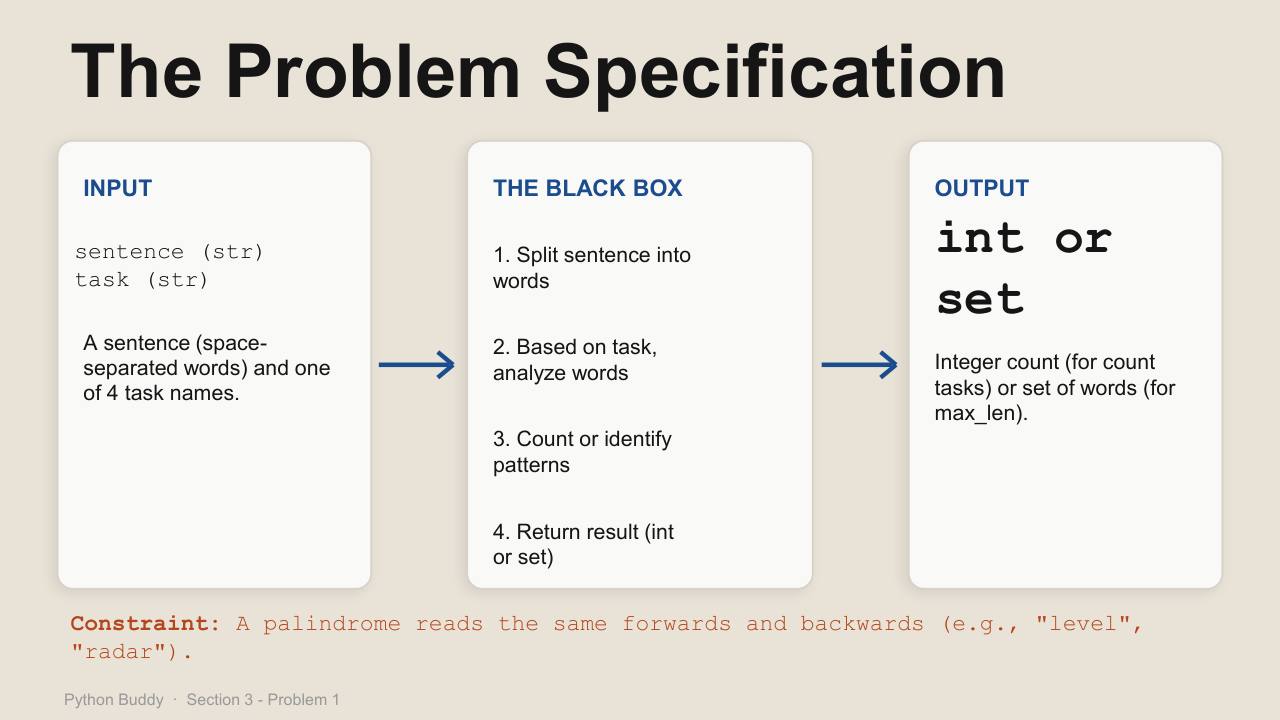 The Problem Specification
INPUT
sentence (str)
task (str)
A sentence (space-
separated words) and one
of 4 task names.
THE BLACK BOX
1. Split sentence into
words
2. Based on task,
analyze words
3. Count or identify
patterns
4. Return result (int
or set)
OUTPUT
int or
set
Integer count (for count
tasks) or set of words (for
max_len).
Constraint: A palindrome reads the same forwards and backwards (e.g., "level",
"radar").
Python Buddy · Section 3 - Problem 1